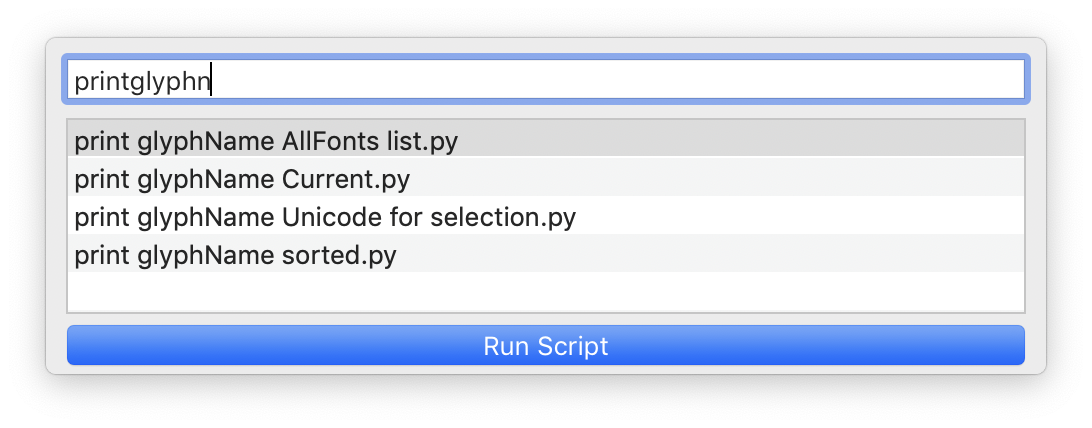 printglyphn
print glyphName AllFonts list.py
print glyphName Current.py
print glyphName Unicode for selection.py
print glyphName sorted.py
Run Script